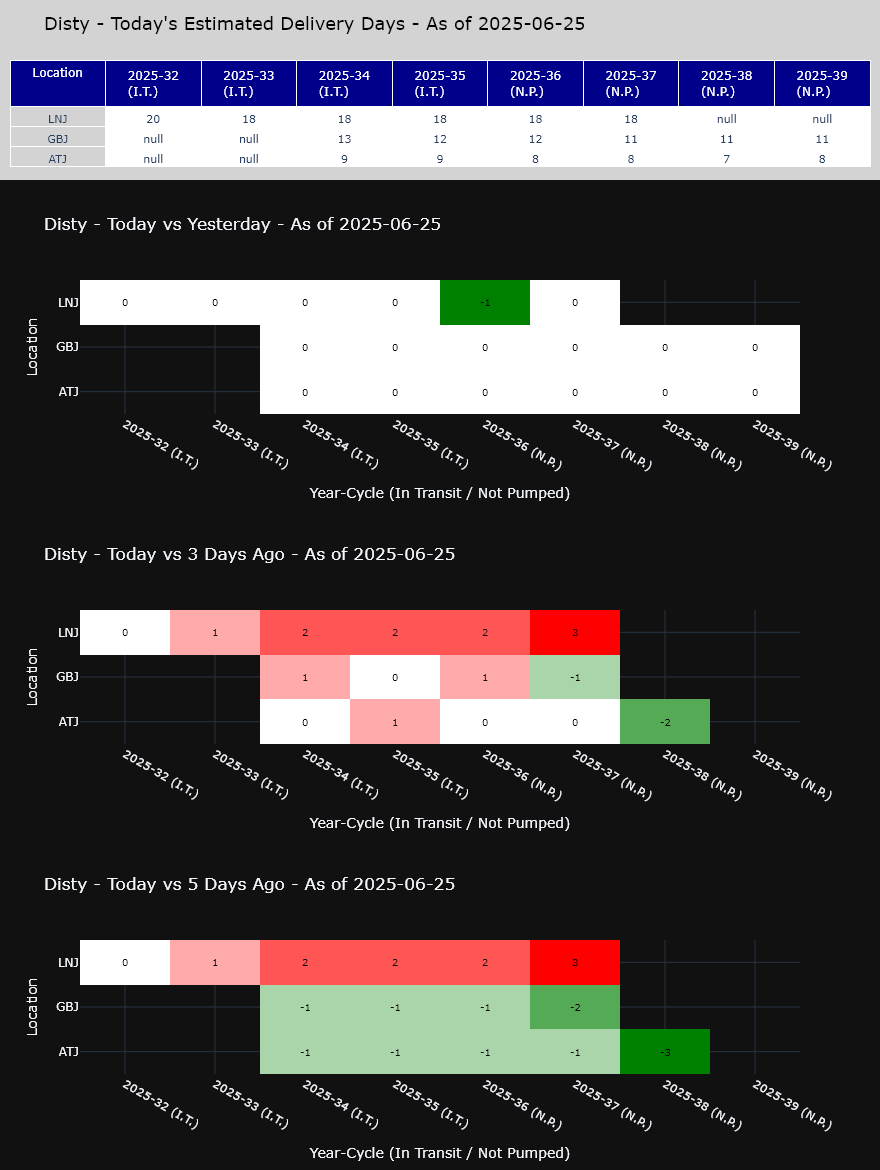 Disty - Today's Estimated Delivery Days - As of 2025-06-25
Location 2025-32 (I.T.) 2025-33 (I.T.) 2025-34 (I.T.) 2025-35 (I.T.) 2025-36 (N.P.) 2025-37 (N.P.) 2025-38 (N.P.) 2025-39 (N.P.)
LNJ 20 18 18 18 18 18 null null
GBJ null null 13 12 12 11 11 11
ATJ null null 9 9 8 8 7 8
Disty - Today vs Yesterday - As of 2025-06-25
Location
LNJ 0 0 0 0 -1 0
GBJ 0 0 0 0 0 0
ATJ 0 0 0 0 0 0
2025-32 (I.T.) 2025-33 (I.T.) 2025-34 (I.T.) 2025-35 (I.T.) 2025-36 (N.P.) 2025-37 (N.P.) 2025-38 (N.P.) 2025-39 (N.P.)
Year-Cycle (In Transit / Not Pumped)
Disty - Today vs 3 Days Ago - As of 2025-06-25
Location
LNJ 0 1 2 2 2 3
GBJ 1 0 1 -1
ATJ 0 1 0 0 -2
2025-32 (I.T.) 2025-33 (I.T.) 2025-34 (I.T.) 2025-35 (I.T.) 2025-36 (N.P.) 2025-37 (N.P.) 2025-38 (N.P.) 2025-39 (N.P.)
Year-Cycle (In Transit / Not Pumped)
Disty - Today vs 5 Days Ago - As of 2025-06-25
Location
LNJ 0 1 2 2 2 3
GBJ -1 -1 -1 -2
ATJ -1 -1 -1 -1 -3
2025-32 (I.T.) 2025-33 (I.T.) 2025-34 (I.T.) 2025-35 (I.T.) 2025-36 (N.P.) 2025-37 (N.P.) 2025-38 (N.P.) 2025-39 (N.P.)
Year-Cycle (In Transit / Not Pumped)